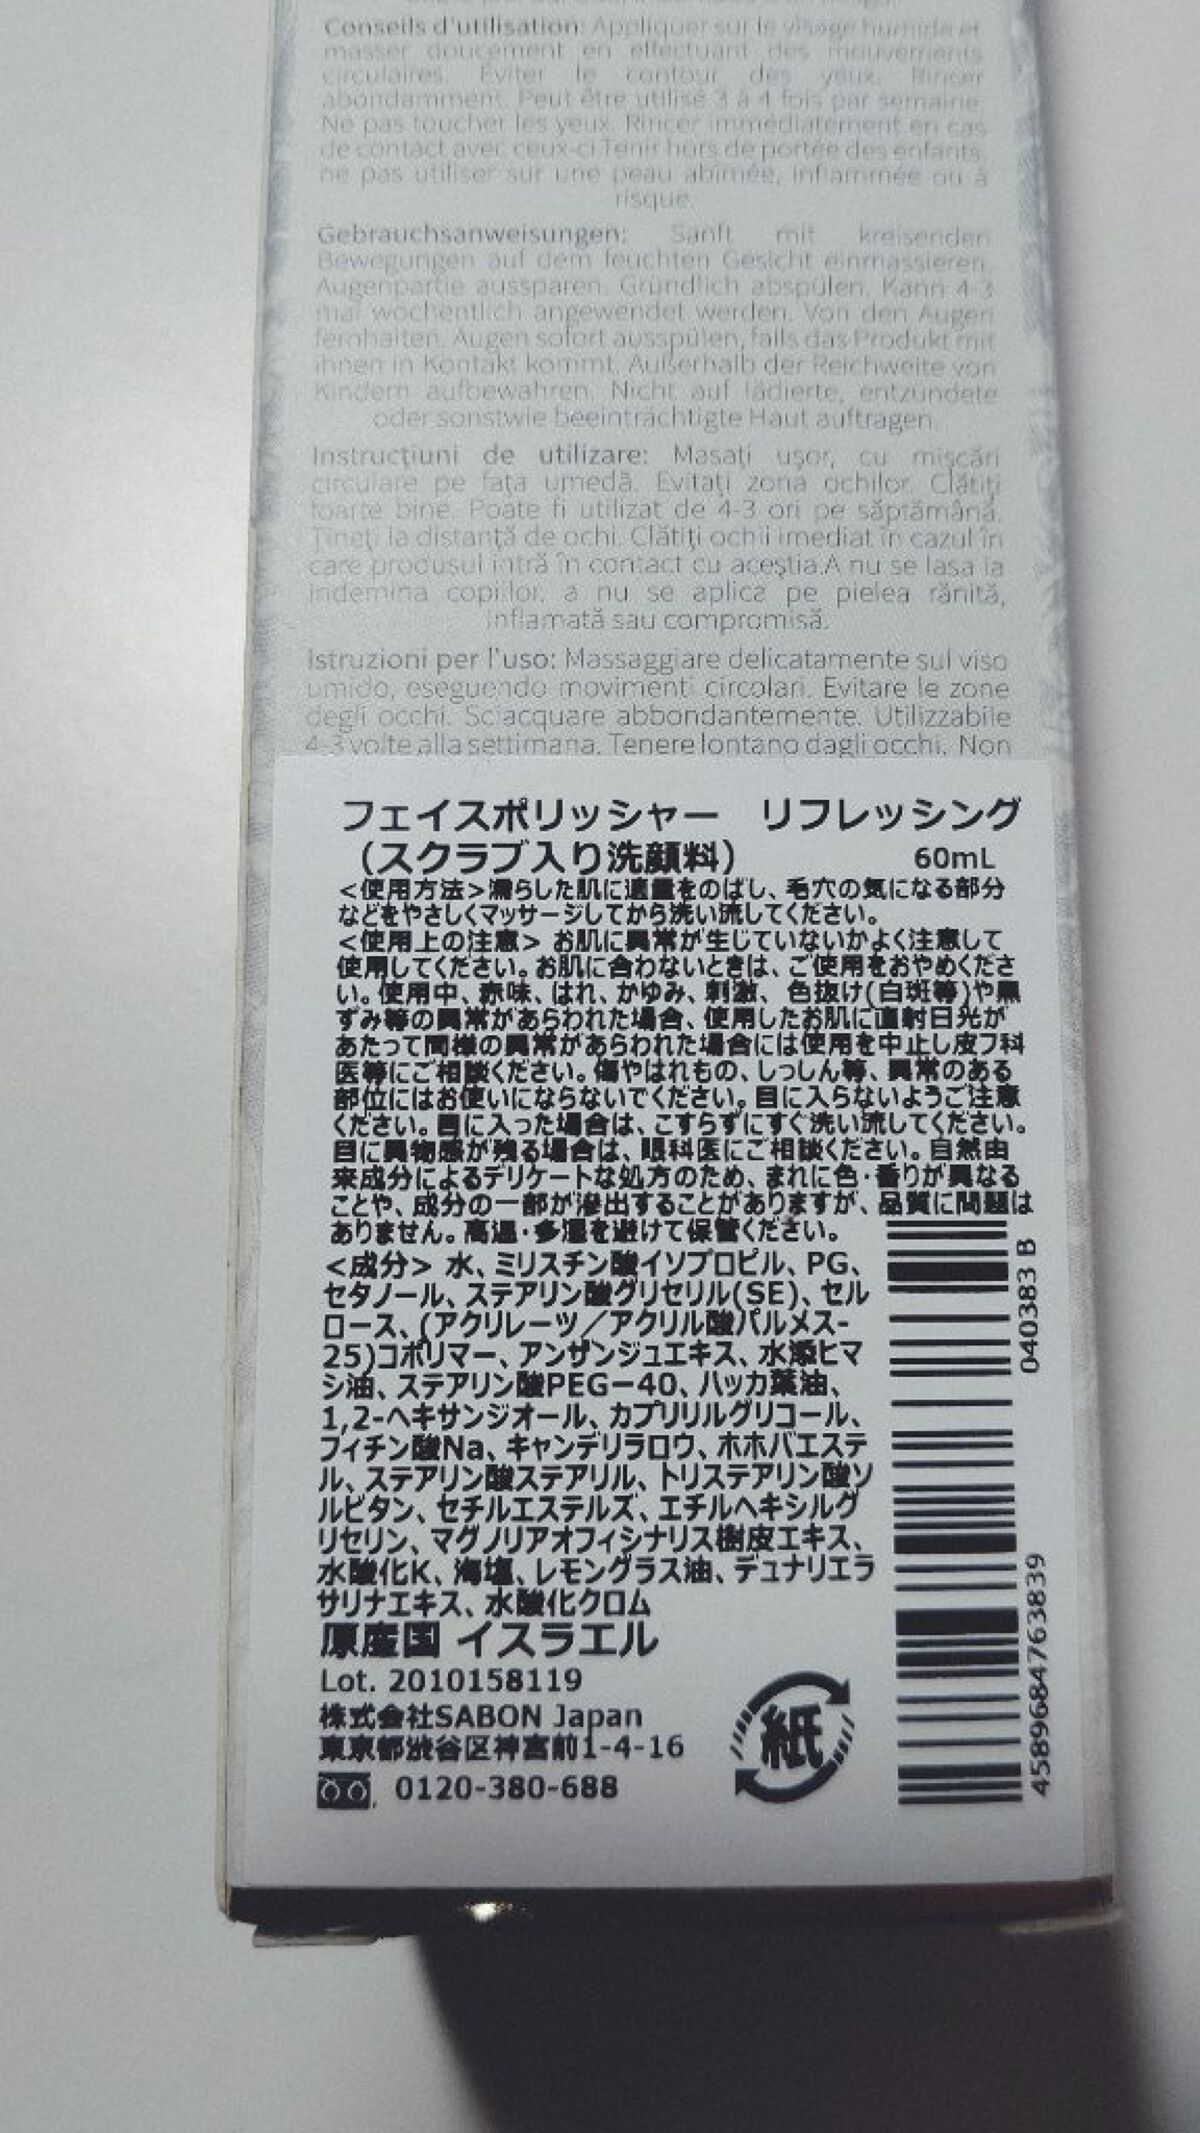 Conseils d'utilisation: Appliquer sur le visage humide et
masser doucement en effectuant des mouvements
circulaires. Éviter le contour des yeux. Rincer
abondamment. Peut être utilisé 3 à 4 fois par semaine.
Ne pas toucher les yeux. Rincer immédiatement en cas
de contact avec ceux-ci.Tenir hors de portée des enfants,
ne pas utiliser sur une peau abimée, inflammée ou à
risque.
Gebrauchsanweisungen: Sanft mit kreisenden
Bewegungen auf dem feuchten Gesicht einmassieren.
Augenpartie aussparen. Gründlich abspülen. Kann 4-3
mal wöchentlich angewendet werden. Von den Augen
fernhalten. Augen sofort ausspülen, falls das Produkt mit
ihnen in Kontakt kommt. Außerhalb der Reichweite von
Kindern aufbewahren. Nicht auf lädierte, entzündete
oder sonstwie beeinträchtigte Haut auftragen.
Instrucțiuni de utilizare: Masați ușor, cu mișcări
circulare pe fața umedă. Evitați zona ochilor. Clătiți
foarte bine. Poate fi utilizat de 4-3 ori pe săptămână.
Țineți la distanță de ochi. Clătiți ochii imediat în cazul în
care produsul intră în contact cu aceștia.A nu se lasa la
indemina copiilor, a nu se aplica pe pielea rănită,
inflamată sau compromisă.
Istruzioni per l'uso: Massaggiare delicatamente sul viso
umido, eseguendo movimenti circolari. Evitare le zone
degli occhi. Sciacquare abbondantemente. Utilizzabile
4-3 volte alla settimana. Tenere lontano dagli occhi. Non
フェイスポリッシャー リフレッシング
(スクラブ入り洗顔料) 60mL
<使用方法>濡らした肌に適量をのばし、毛穴の気になる部分
などをやさしくマッサージしてから洗い流してください。
<使用上の注意> お肌に異常が生じていないかよく注意して
使用してください。お肌に合わないときは、ご使用をおやめくださ
い。使用中、赤味、はれ、かゆみ、刺激、色抜け(白斑等)や黒
ずみ等の異常があらわれた場合、使用したお肌に直射日光が
あたって同様の異常があらわれた場合には使用を中止し皮フ科
医等にご相談ください。傷やはれもの、しっしん等、異常のある
部位にはお使いにならないでください。目に入らないようご注意
ください。目に入った場合は、こすらずにすぐ洗い流してください。
目に異物感が残る場合は、眼科医にご相談ください。自然由
来成分によるデリケートな処方のため、まれに色・香りが異なる
ことや、成分の一部が滲出することがありますが、品質に問題は
ありません。高温・多湿を避けて保管ください。
<成分> 水、ミリスチン酸イソプロピル、PG、
セタノール、ステアリン酸グリセリル(SE)、セル
ロース、(アクリレーツ/アクリル酸パルメス-
25)コポリマー、アンザンジュエキス、水添ヒマ
シ油、ステアリン酸PEG-40、ハッカ葉油、
1,2-ヘキサンジオール、カプリリルグリコール、
フィチン酸Na、キャンデリラロウ、ホホバエステ
ル、ステアリン酸ステアリル、トリステアリン酸ソ
ルビタン、セチルエステルズ、エチルヘキシルグ
リセリン、マグノリアオフィシナリス樹皮エキス、
水酸化K、海塩、レモングラス油、デュナリエラ
サリナエキス、水酸化クロム
原産国 イスラエル
Lot. 2010158119
株式会社SABON Japan
東京都渋谷区神宮前1-4-16
0120-380-688
紙
040383 B
4589684763839